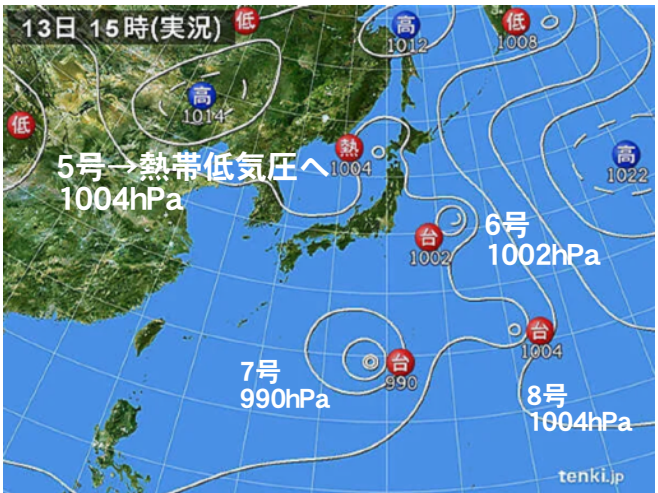 13日 15時(実況)
低
高
1012
低
1008
高
1014
低
熱
1004
高
1022
5号→熱帯低気圧へ
1004hPa
台
1002
6号
1002hPa
台
1004
7号
990hPa
台
990
8号
1004hPa
tenki.jp